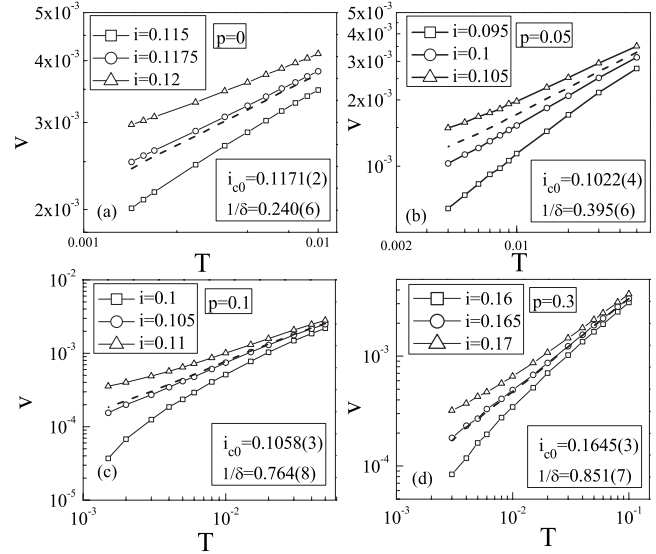 5x10⁻³
4x10⁻³
3x10⁻³
2x10⁻³
v
i=0.115
i=0.1175
i=0.12
p=0
i_c0=0.1171(2)
1/δ=0.240(6)
(a)
0.001
0.01
T
5x10⁻³
4x10⁻³
3x10⁻³
2x10⁻³
10⁻³
v
i=0.095
i=0.1
i=0.105
p=0.05
i_c0=0.1022(4)
1/δ=0.395(6)
(b)
0.002
0.01
T
10⁻²
10⁻³
10⁻⁴
10⁻⁵
v
i=0.1
i=0.105
i=0.11
p=0.1
i_c0=0.1058(3)
1/δ=0.764(8)
(c)
10⁻³
10⁻²
T
10⁻³
10⁻⁴
v
i=0.16
i=0.165
i=0.17
p=0.3
i_c0=0.1645(3)
1/δ=0.851(7)
(d)
10⁻³
10⁻²
10⁻¹
T